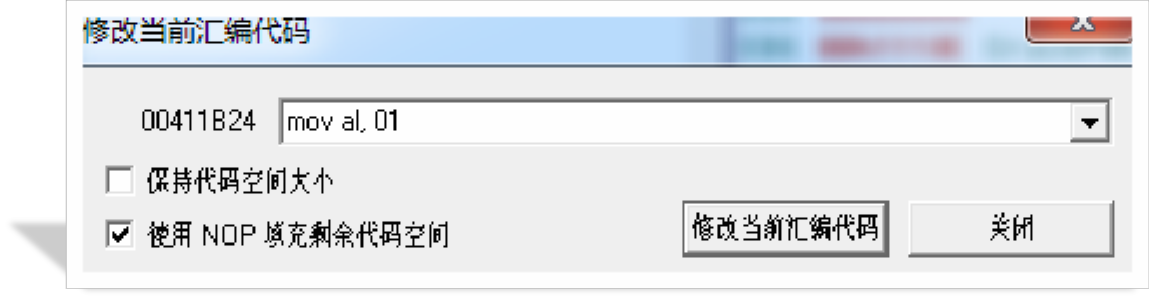 修改当前汇编代码
00411B24 mov al, 01
保持代码空间大小
使用 NOP 填充剩余代码空间
修改当前汇编代码 关闭